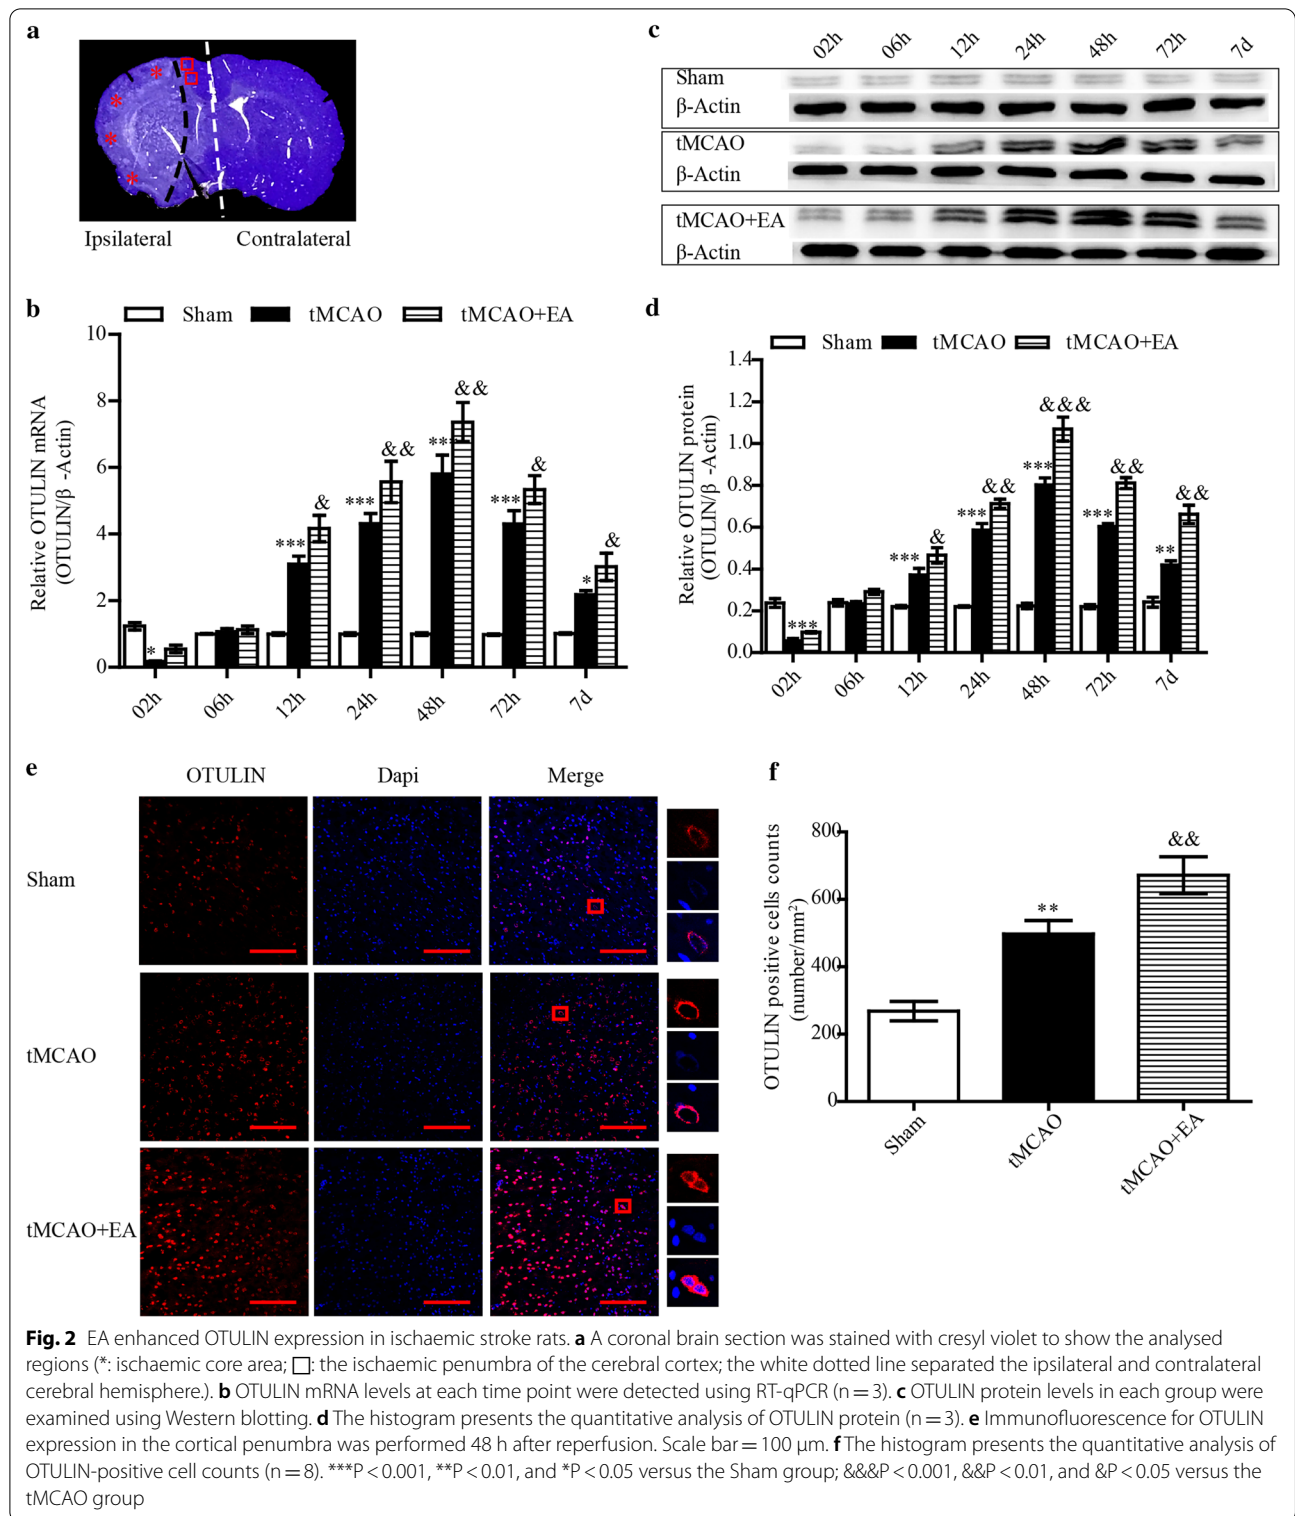 a
Ipsilateral Contralateral
c
02h 06h 12h 24h 48h 72h 7d
Sham
β-Actin
tMCAO
β-Actin
tMCAO+EA
β-Actin
b
Sham tMCAO tMCAO+EA
Relative OTULIN mRNA
(OTULIN/β -Actin)
10
8
6
4
2
0
* *** & *** && *** && *** & * &
02h 06h 12h 24h 48h 72h 7d
d
Sham tMCAO tMCAO+EA
Relative OTULIN protein
(OTULIN/β -Actin)
1.4
1.2
1.0
0.8
0.6
0.4
0.2
0.0
*** *** & *** && *** &&& *** && ** &&
02h 06h 12h 24h 48h 72h 7d
e
OTULIN Dapi Merge
Sham
tMCAO
tMCAO+EA
f
OTULIN positive cells counts
(number/mm²)
800
600
400
200
0
** &&
Sham tMCAO tMCAO+EA
Fig. 2 EA enhanced OTULIN expression in ischaemic stroke rats. a A coronal brain section was stained with cresyl violet to show the analysed
regions (*: ischaemic core area; □: the ischaemic penumbra of the cerebral cortex; the white dotted line separated the ipsilateral and contralateral
cerebral hemisphere.). b OTULIN mRNA levels at each time point were detected using RT-qPCR (n = 3). c OTULIN protein levels in each group were
examined using Western blotting. d The histogram presents the quantitative analysis of OTULIN protein (n = 3). e Immunofluorescence for OTULIN
expression in the cortical penumbra was performed 48 h after reperfusion. Scale bar = 100 μm. f The histogram presents the quantitative analysis of
OTULIN-positive cell counts (n = 8). ***P < 0.001, **P < 0.01, and *P < 0.05 versus the Sham group; &&&P < 0.001, &&P < 0.01, and &P < 0.05 versus the
tMCAO group